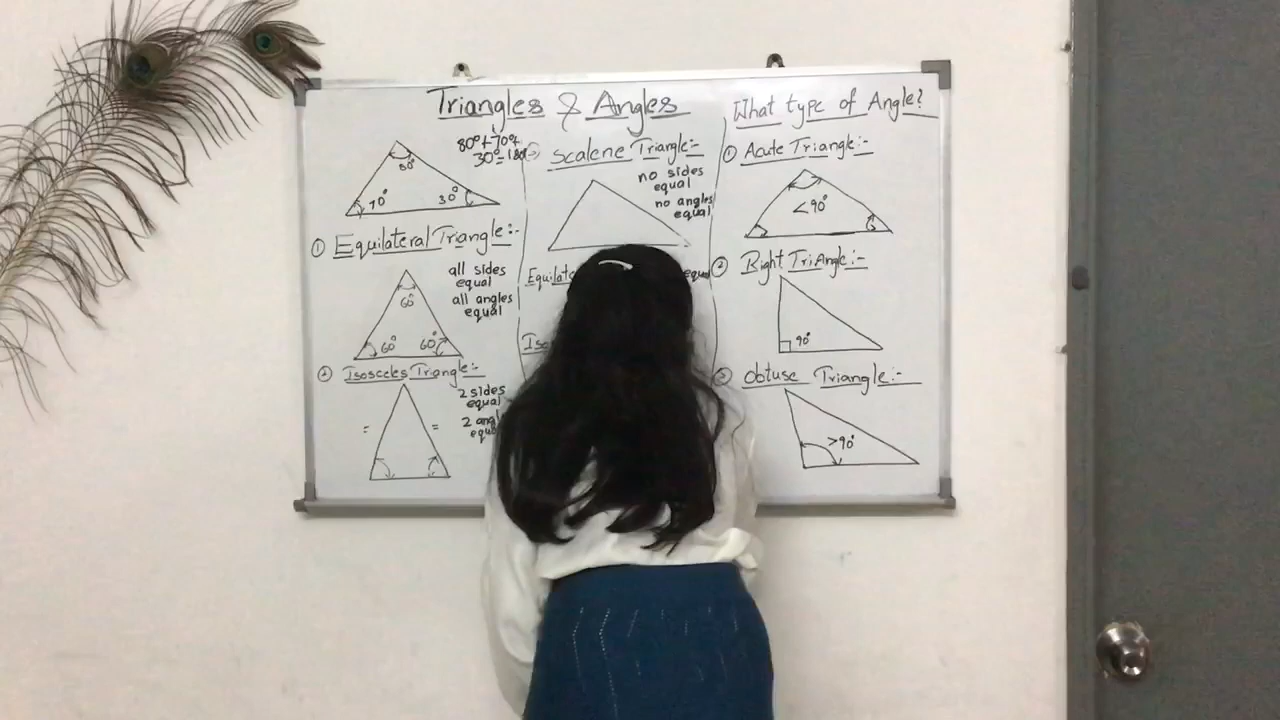 Triangles & Angles
80°+70°+
30°=180°
80°
70°
30°
① Equilateral Triangle:-
all sides
equal
all angles
equal
60°
60°
60°
② Isosceles Triangle:-
2 sides
equal
2
=
=
Scalene Triangle:-
no sides
equal
no angles
equal
equal
What type of Angle?
① Acute Triangle:-
<90°
② Right TriAngle:-
90°
③ Obtuse Triangle:-
>90°